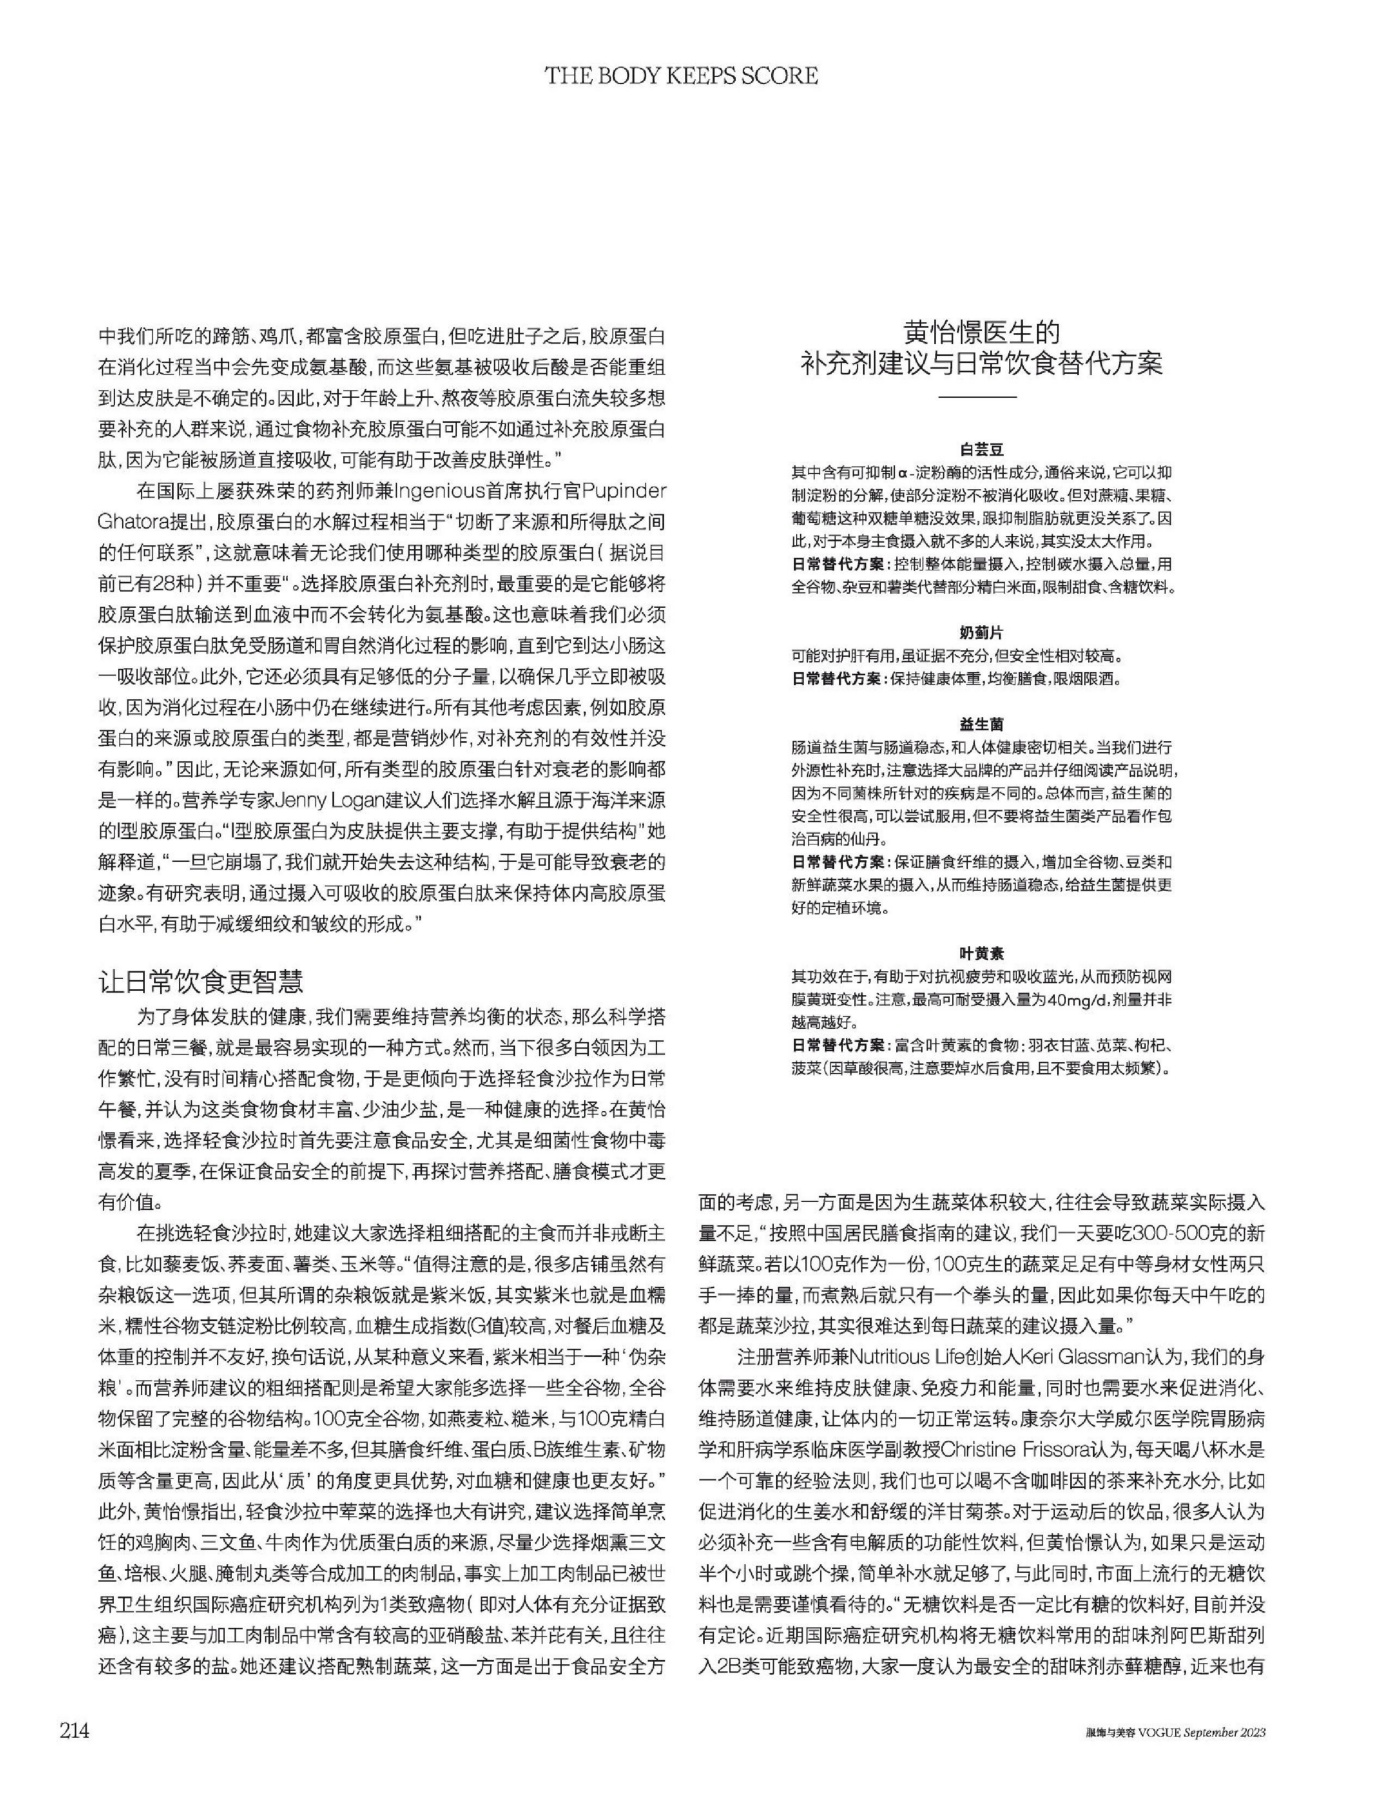 THE BODY KEEPS SCORE
中我们所吃的蹄筋、鸡爪,都富含胶原蛋白,但吃进肚子之后,胶原蛋白
在消化过程当中会先变成氨基酸,而这些氨基被吸收后酸是否能重组
到达皮肤是不确定的。因此,对于年龄上升、熬夜等胶原蛋白流失较多想
要补充的人群来说,通过食物补充胶原蛋白可能不如通过补充胶原蛋白
肽,因为它能被肠道直接吸收,可能有助于改善皮肤弹性。”
在国际上屡获殊荣的药剂师兼Ingenious首席执行官Pupinder
Ghatora提出,胶原蛋白的水解过程相当于“切断了来源和所得肽之间
的任何联系”,这就意味着无论我们使用哪种类型的胶原蛋白(据说目
前已有28种)并不重要“。选择胶原蛋白补充剂时,最重要的是它能够将
胶原蛋白肽输送到血液中而不会转化为氨基酸。这也意味着我们必须
保护胶原蛋白肽免受肠道和胃自然消化过程的影响,直到它到达小肠这
一吸收部位。此外,它还必须具有足够低的分子量,以确保几乎立即被吸
收,因为消化过程在小肠中仍在继续进行。所有其他考虑因素,例如胶原
蛋白的来源或胶原蛋白的类型,都是营销炒作,对补充剂的有效性并没
有影响。”因此,无论来源如何,所有类型的胶原蛋白针对衰老的影响都
是一样的。营养学专家Jenny Logan建议人们选择水解且源于海洋来源
的I型胶原蛋白。“I型胶原蛋白为皮肤提供主要支撑,有助于提供结构”她
解释道,“一旦它崩塌了,我们就开始失去这种结构,于是可能导致衰老的
迹象。有研究表明,通过摄入可吸收的胶原蛋白肽来保持体内高胶原蛋
白水平,有助于减缓细纹和皱纹的形成。”
让日常饮食更智慧
为了身体发肤的健康,我们需要维持营养均衡的状态,那么科学搭
配的日常三餐,就是最容易实现的一种方式。然而,当下很多白领因为工
作繁忙,没有时间精心搭配食物,于是更倾向于选择轻食沙拉作为日常
午餐,并认为这类食物食材丰富、少油少盐,是一种健康的选择。在黄怡
憬看来,选择轻食沙拉时首先要注意食品安全,尤其是细菌性食物中毒
高发的夏季,在保证食品安全的前提下,再探讨营养搭配、膳食模式才更
有价值。
在挑选轻食沙拉时,她建议大家选择粗细搭配的主食而并非戒断主
食,比如藜麦饭、荞麦面、薯类、玉米等。“值得注意的是,很多店铺虽然有
杂粮饭这一选项,但其所谓的杂粮饭就是紫米饭,其实紫米也就是血糯
米,糯性谷物支链淀粉比例较高,血糖生成指数(G值)较高,对餐后血糖及
体重的控制并不友好,换句话说,从某种意义来看,紫米相当于一种‘伪杂
粮’。而营养师建议的粗细搭配则是希望大家能多选择一些全谷物,全谷
物保留了完整的谷物结构。100克全谷物,如燕麦粒、糙米,与100克精白
米面相比淀粉含量、能量差不多,但其膳食纤维、蛋白质、B族维生素、矿物
质等含量更高,因此从‘质’的角度更具优势,对血糖和健康也更友好。”
此外,黄怡憬指出,轻食沙拉中荤菜的选择也大有讲究,建议选择简单烹
饪的鸡胸肉、三文鱼、牛肉作为优质蛋白质的来源,尽量少选择烟熏三文
鱼、培根、火腿、腌制丸类等合成加工的肉制品,事实上加工肉制品已被世
界卫生组织国际癌症研究机构列为1类致癌物(即对人体有充分证据致
癌),这主要与加工肉制品中常含有较高的亚硝酸盐、苯并芘有关,且往往
还含有较多的盐。她还建议搭配熟制蔬菜,这一方面是出于食品安全方
黄怡憬医生的
补充剂建议与日常饮食替代方案
白芸豆
其中含有可抑制α-淀粉酶的活性成分,通俗来说,它可以抑
制淀粉的分解,使部分淀粉不被消化吸收。但对蔗糖、果糖、
葡萄糖这种双糖单糖没效果,跟抑制脂肪就更没关系了。因
此,对于本身主食摄入就不多的人来说,其实没太大作用。
日常替代方案:控制整体能量摄入,控制碳水摄入总量,用
全谷物、杂豆和薯类代替部分精白米面,限制甜食、含糖饮料。
奶蓟片
可能对护肝有用,虽证据不充分,但安全性相对较高。
日常替代方案:保持健康体重,均衡膳食,限烟限酒。
益生菌
肠道益生菌与肠道稳态,和人体健康密切相关。当我们进行
外源性补充时,注意选择大品牌的产品并仔细阅读产品说明,
因为不同菌株所针对的疾病是不同的。总体而言,益生菌的
安全性很高,可以尝试服用,但不要将益生菌类产品看作包
治百病的仙丹。
日常替代方案:保证膳食纤维的摄入,增加全谷物、豆类和
新鲜蔬菜水果的摄入,从而维持肠道稳态,给益生菌提供更
好的定植环境。
叶黄素
其功效在于,有助于对抗视疲劳和吸收蓝光,从而预防视网
膜黄斑变性。注意,最高可耐受摄入量为40mg/d,剂量并非
越高越好。
日常替代方案:富含叶黄素的食物:羽衣甘蓝、苋菜、枸杞、
菠菜(因草酸很高,注意要焯水后食用,且不要食用太频繁)。
面的考虑,另一方面是因为生蔬菜体积较大,往往会导致蔬菜实际摄入
量不足,“按照中国居民膳食指南的建议,我们一天要吃300-500克的新
鲜蔬菜。若以100克作为一份,100克生的蔬菜足足有中等身材女性两只
手一捧的量,而煮熟后就只有一个拳头的量,因此如果你每天中午吃的
都是蔬菜沙拉,其实很难达到每日蔬菜的建议摄入量。”
注册营养师兼Nutritious Life创始人Keri Glassman认为,我们的身
体需要水来维持皮肤健康、免疫力和能量,同时也需要水来促进消化、
维持肠道健康,让体内的一切正常运转。康奈尔大学威尔医学院胃肠病
学和肝病学系临床医学副教授Christine Frissora认为,每天喝八杯水是
一个可靠的经验法则,我们也可以喝不含咖啡因的茶来补充水分,比如
促进消化的生姜水和舒缓的洋甘菊茶。对于运动后的饮品,很多人认为
必须补充一些含有电解质的功能性饮料,但黄怡憬认为,如果只是运动
半个小时或跳个操,简单补水就足够了,与此同时,市面上流行的无糖饮
料也是需要谨慎看待的。“无糖饮料是否一定比有糖的饮料好,目前并没
有定论。近期国际癌症研究机构将无糖饮料常用的甜味剂阿巴斯甜列
入2B类可能致癌物,大家一度认为最安全的甜味剂赤藓糖醇,近来也有
214
服饰与美容 VOGUE September 2023